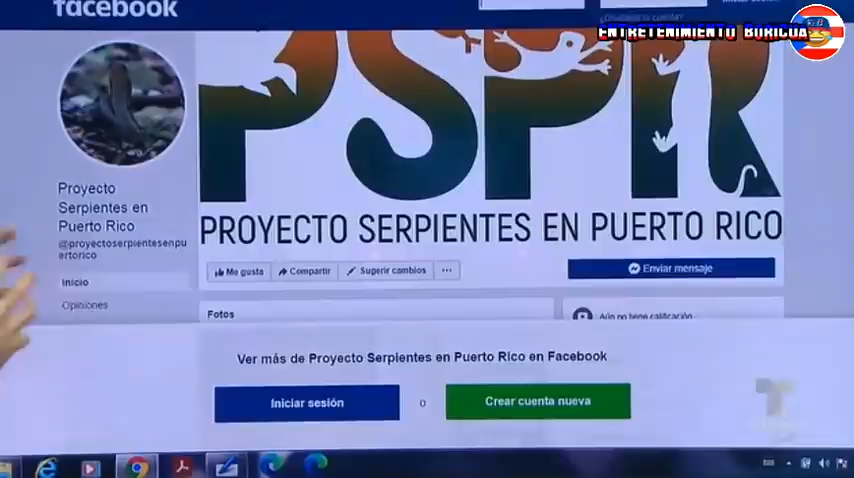 facebook
ENTRETENIMIENTO BORICUA
PSPR
PROYECTO SERPIENTES EN PUERTO RICO
Proyecto
Serpientes en
Puerto Rico
@proyectoserpientesenpu
ertorico
Inicio
Opiniones
Me gusta
Compartir
Sugerir cambios
Enviar mensaje
Fotos
Aún no tiene calificación
Ver más de Proyecto Serpientes en Puerto Rico en Facebook
Iniciar sesión
o
Crear cuenta nueva